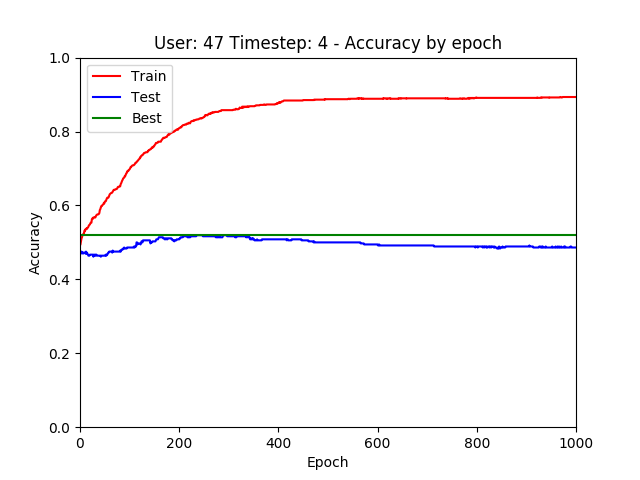 User: 47 Timestep: 4 - Accuracy by epoch
1.0
0.8
0.6
0.4
0.2
0.0
Accuracy
Train
Test
Best
0 200 400 600 800 1000
Epoch